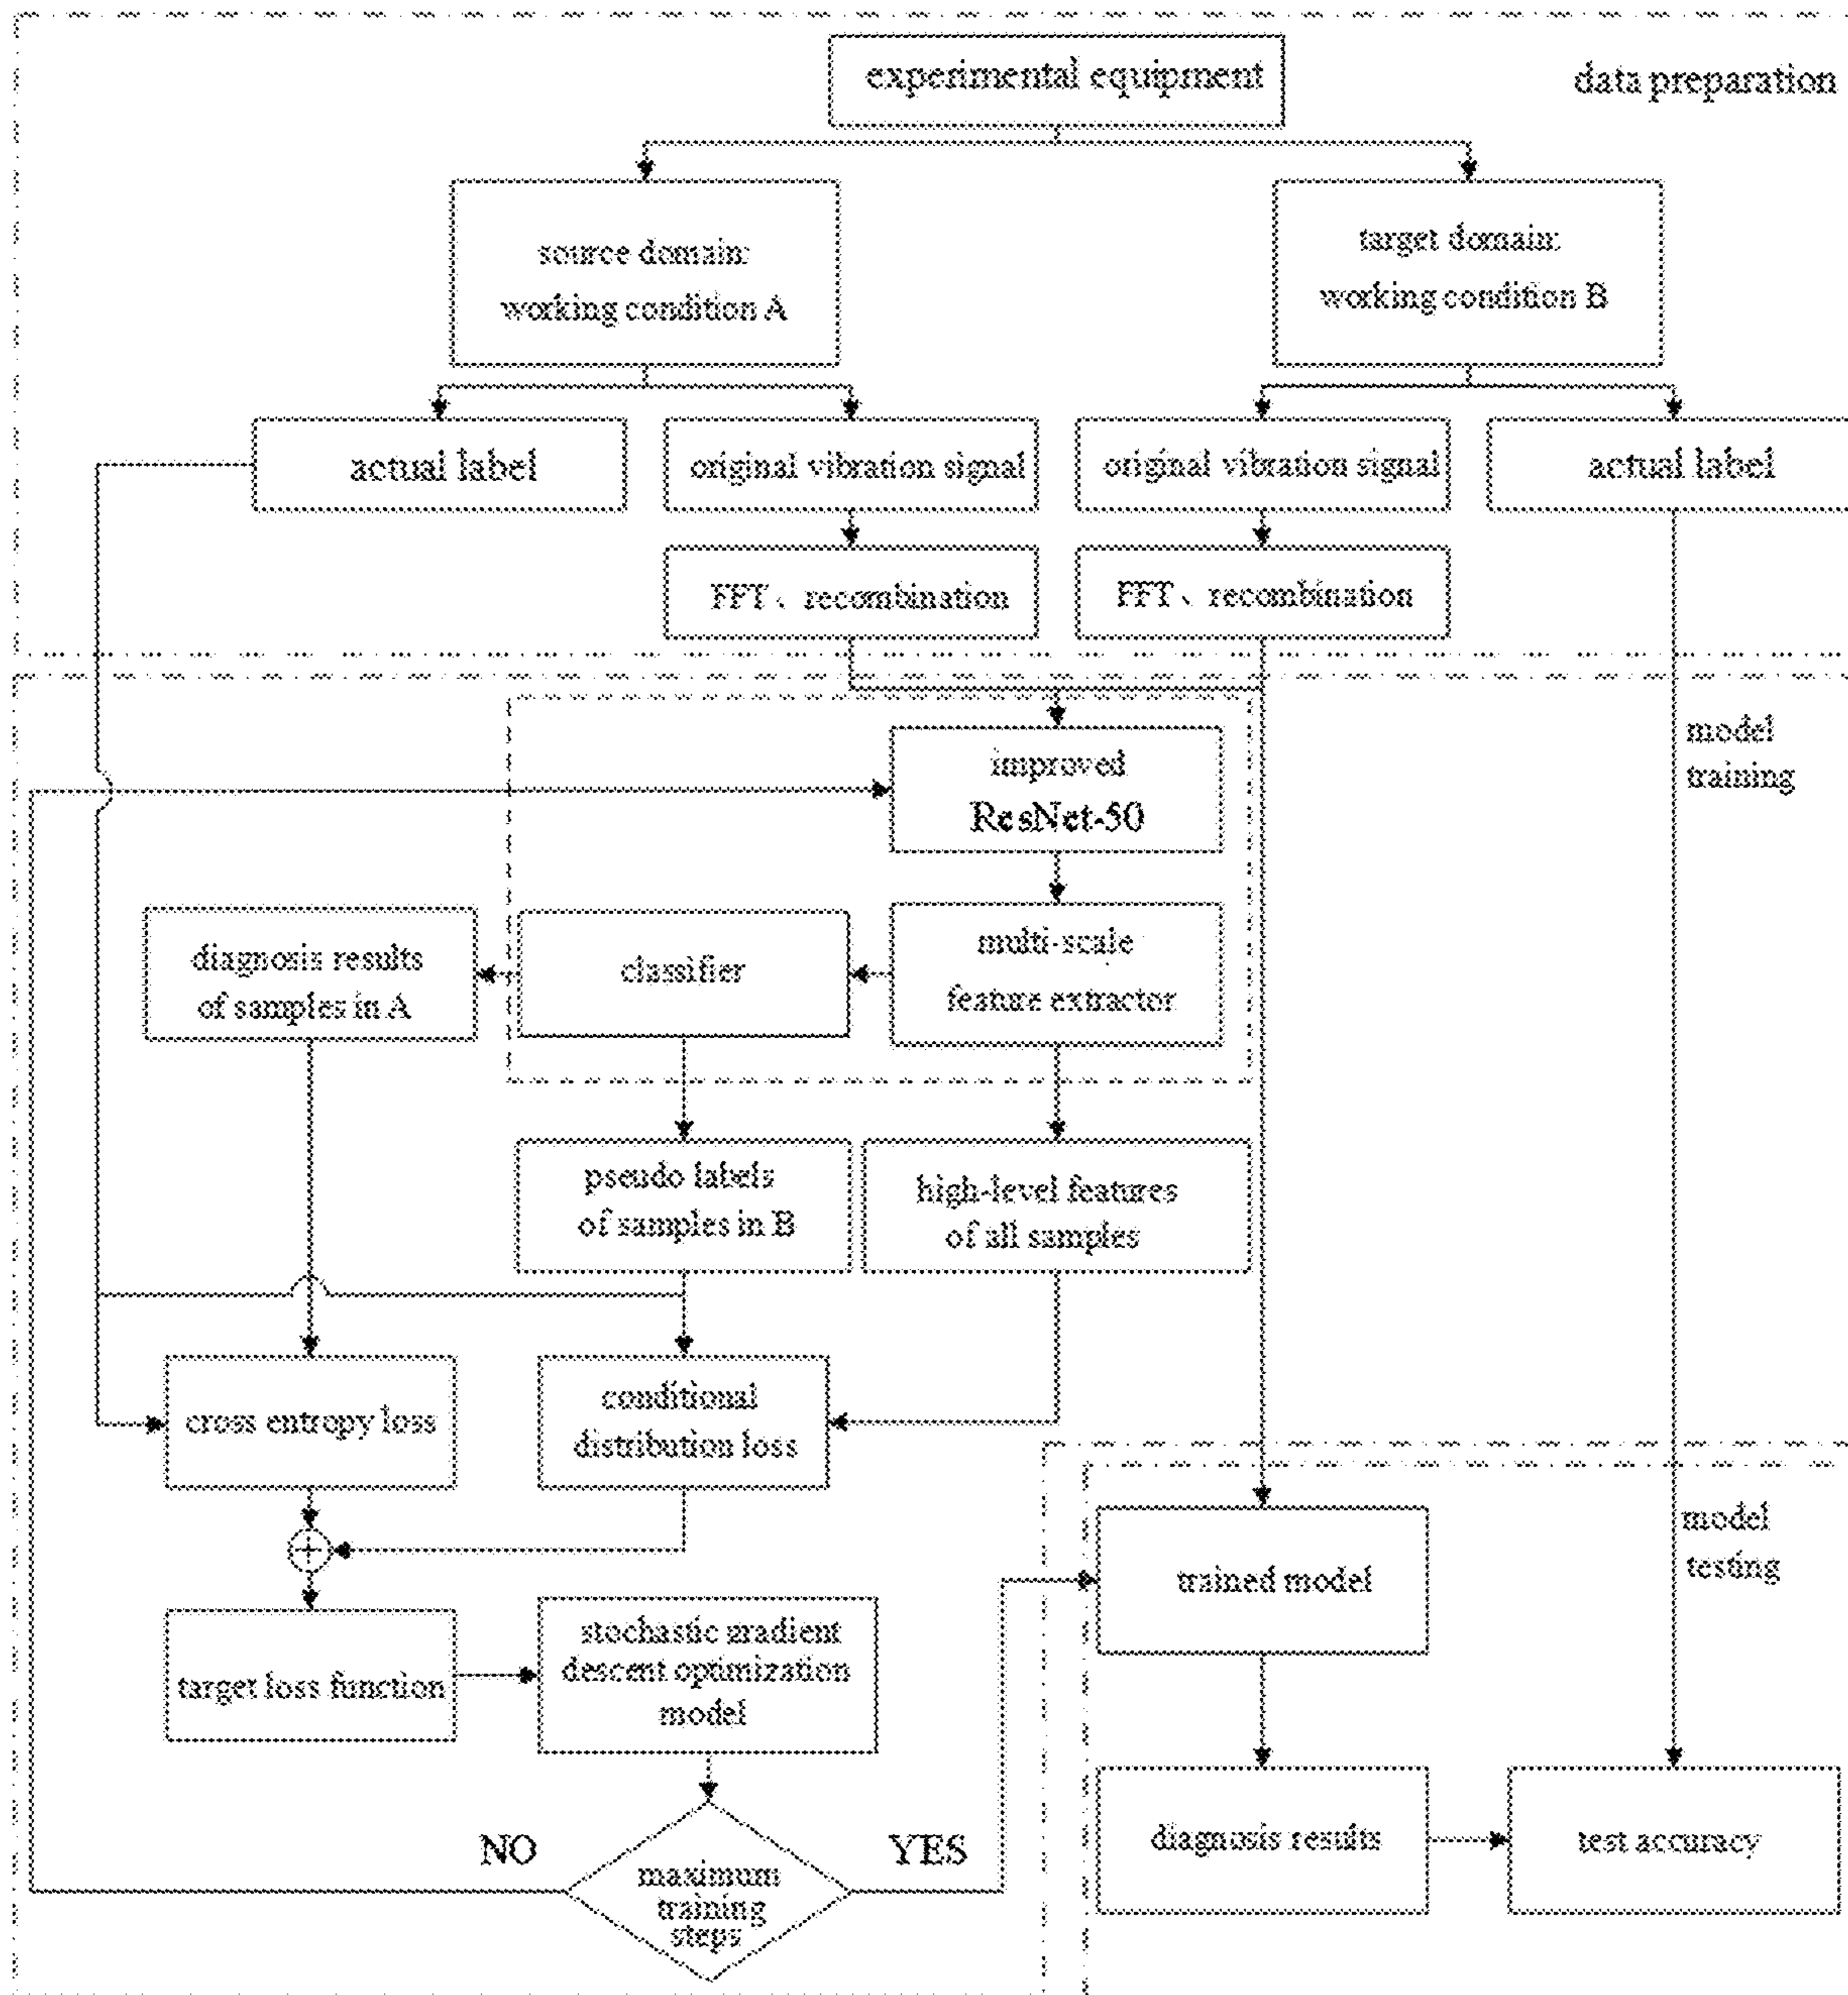 experimental equipment
data preparation
source domain:
working condition A
target domain:
working condition B
actual label
original vibration signal
original vibration signal
actual label
FFT、recombination
FFT、recombination
model
training
improved
ResNet-50
diagnosis results
of samples in A
classifier
multi-scale
feature extractor
pseudo labels
of samples in B
high-level features
of all samples
cross entropy loss
conditional
distribution loss
model
testing
trained model
target loss function
stochastic gradient
descent optimization
model
NO
YES
maximum
training
steps
diagnosis results
test accuracy